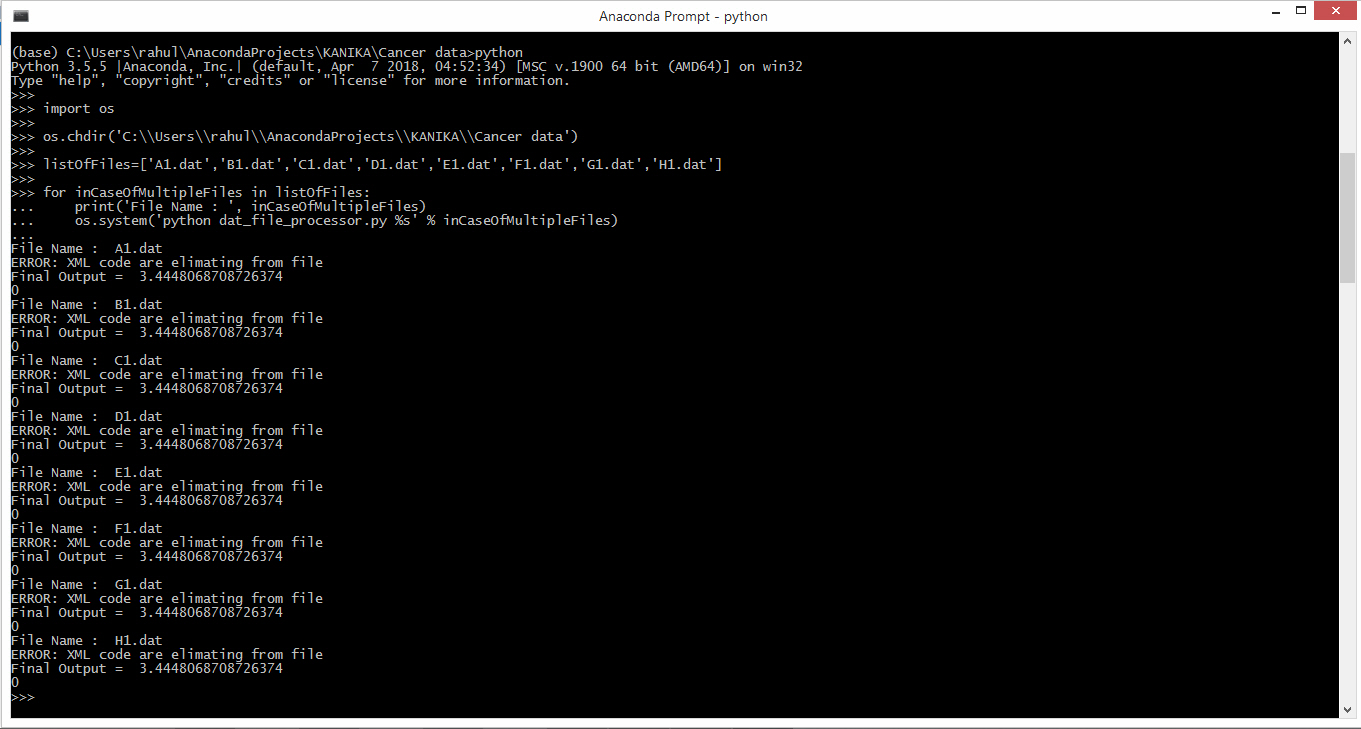 Anaconda Prompt - python
(base) C:\Users\rahul\AnacondaProjects\KANIKA\Cancer data>python
Python 3.5.5 |Anaconda, Inc.| (default, Apr  7 2018, 04:52:34) [MSC v.1900 64 bit (AMD64)] on win32
Type "help", "copyright", "credits" or "license" for more information.
>>>
>>> import os
>>>
>>> os.chdir('C:\\Users\\rahul\\AnacondaProjects\\KANIKA\\Cancer data')
>>>
>>> listOfFiles=['A1.dat','B1.dat','C1.dat','D1.dat','E1.dat','F1.dat','G1.dat','H1.dat']
>>>
>>> for inCaseOfMultipleFiles in listOfFiles:
...     print('File Name : ', inCaseOfMultipleFiles)
...     os.system('python dat_file_processor.py %s' % inCaseOfMultipleFiles)
...
File Name :  A1.dat
ERROR: XML code are elimating from file
Final Output =  3.4448068708726374
0
File Name :  B1.dat
ERROR: XML code are elimating from file
Final Output =  3.4448068708726374
0
File Name :  C1.dat
ERROR: XML code are elimating from file
Final Output =  3.4448068708726374
0
File Name :  D1.dat
ERROR: XML code are elimating from file
Final Output =  3.4448068708726374
0
File Name :  E1.dat
ERROR: XML code are elimating from file
Final Output =  3.4448068708726374
0
File Name :  F1.dat
ERROR: XML code are elimating from file
Final Output =  3.4448068708726374
0
File Name :  G1.dat
ERROR: XML code are elimating from file
Final Output =  3.4448068708726374
0
File Name :  H1.dat
ERROR: XML code are elimating from file
Final Output =  3.4448068708726374
0
>>>